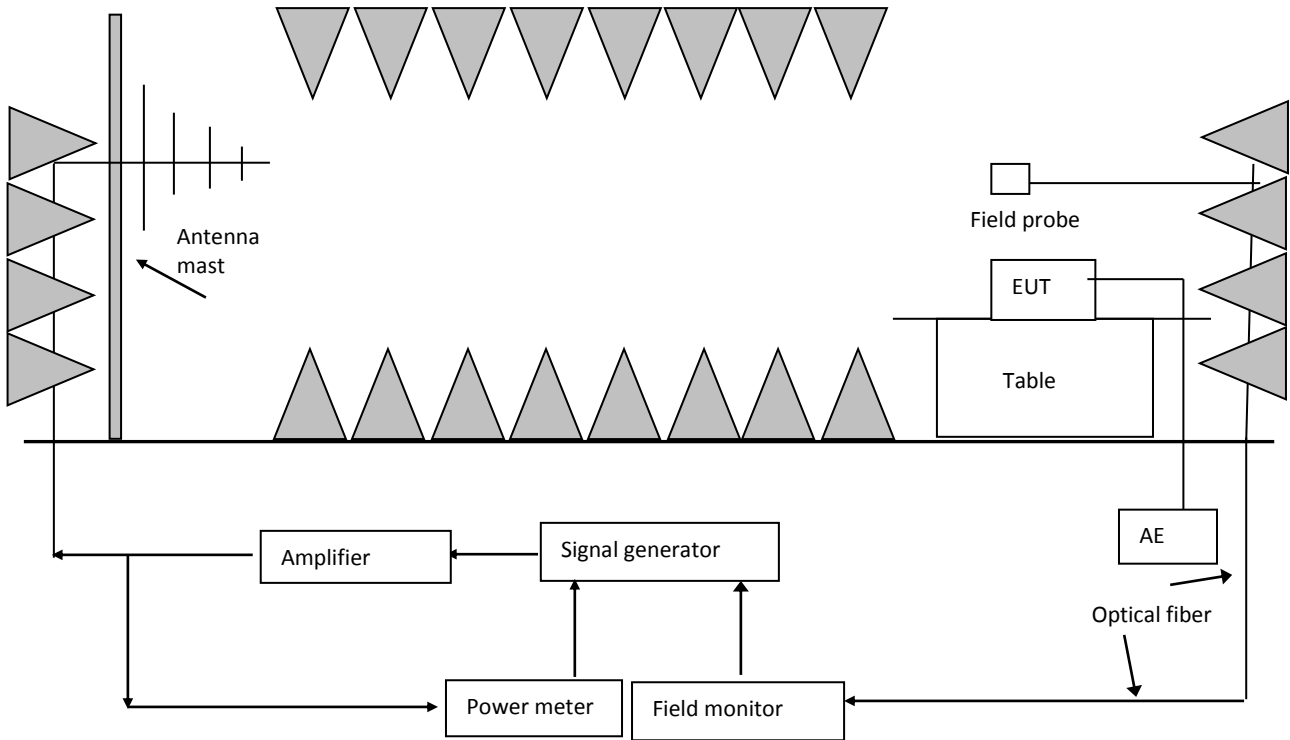 Antenna
mast
Field probe
EUT
Table
AE
Amplifier
Signal generator
Optical fiber
Power meter
Field monitor